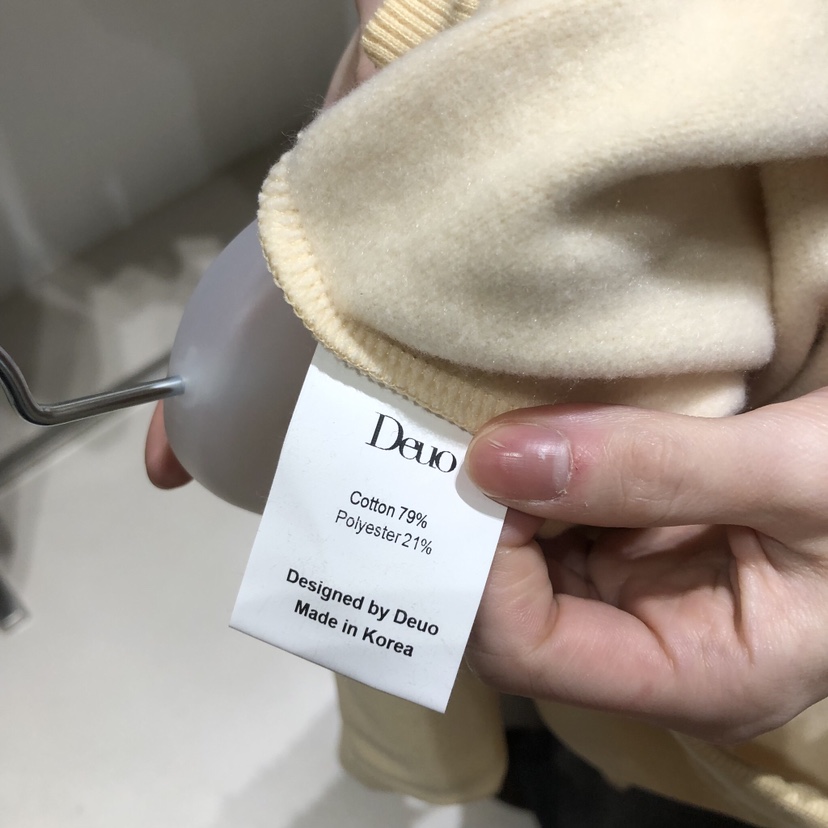 Deuo
Cotton 79%
Polyester 21%
Designed by Deuo
Made in Korea